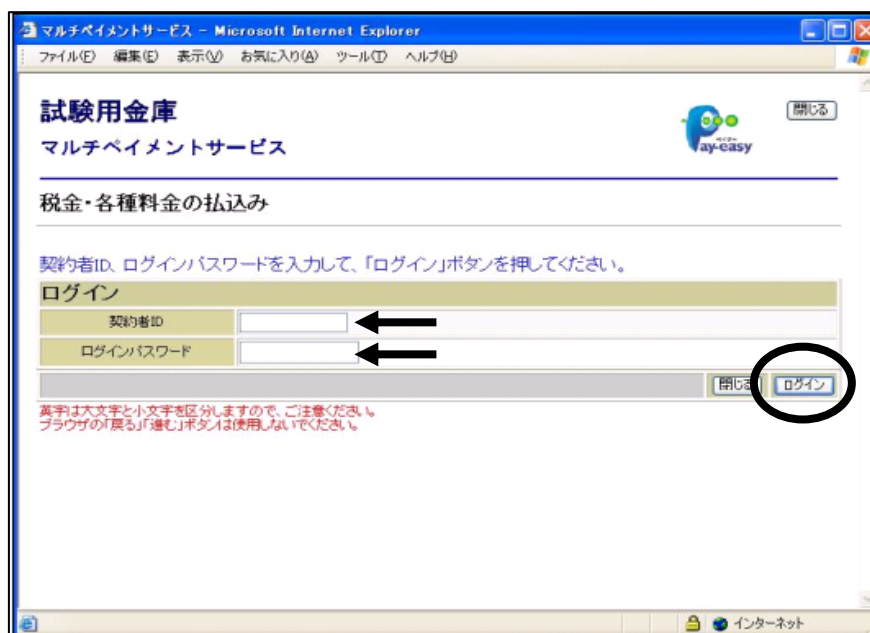 マルチペイメントサービス - Microsoft Internet Explorer
ファイル(F) 編集(E) 表示(V) お気に入り(A) ツール(T) ヘルプ(H)
試験用金庫
閉じる
マルチペイメントサービス
ペイジー
Pay-easy
税金・各種料金の払込み
契約者ID、ログインパスワードを入力して、「ログイン」ボタンを押してください。
ログイン
契約者ID
ログインパスワード
閉じる ログイン
英字は大文字と小文字を区分しますので、ご注意ください。
ブラウザの「戻る」「進む」ボタンは使用しないでください。
インターネット